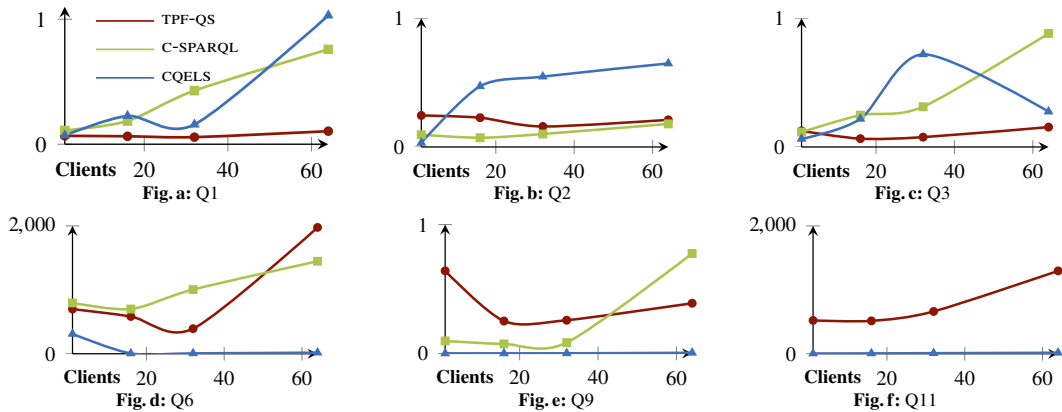 1
TPF-QS
C-SPARQL
CQELS
0
Clients 20 40 60
Fig. a: Q1
1
0
Clients 20 40 60
Fig. b: Q2
1
0
Clients 20 40 60
Fig. c: Q3
2,000
0
Clients 20 40 60
Fig. d: Q6
1
0
Clients 20 40 60
Fig. e: Q9
2,000
0
Clients 20 40 60
Fig. f: Q11